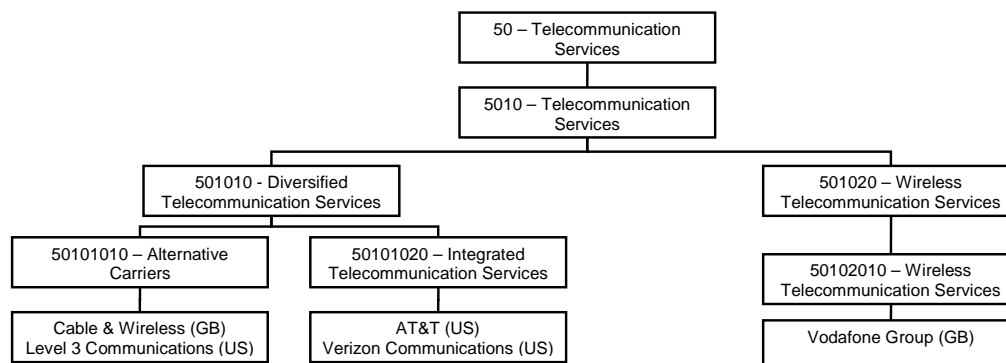 50 – Telecommunication
Services
5010 – Telecommunication
Services
501010 - Diversified
Telecommunication Services
501020 – Wireless
Telecommunication Services
50101010 – Alternative
Carriers
50101020 – Integrated
Telecommunication Services
50102010 – Wireless
Telecommunication Services
Cable & Wireless (GB)
Level 3 Communications (US)
AT&T (US)
Verizon Communications (US)
Vodafone Group (GB)